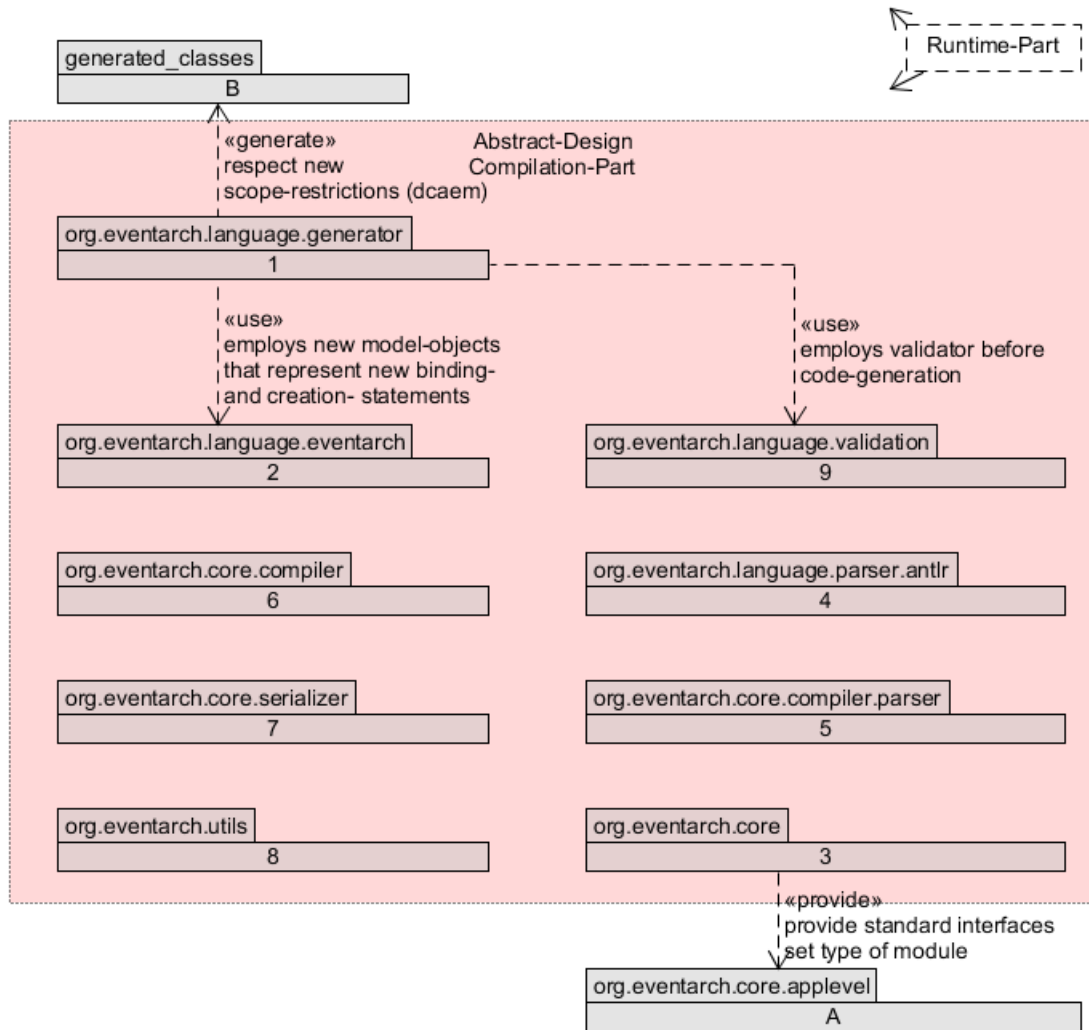 Runtime-Part
generated_classes
B
«generate»
respect new
scope-restrictions (dcaem)
Abstract-Design
Compilation-Part
org.eventarch.language.generator
1
«use»
employs new model-objects
that represent new binding-
and creation- statements
«use»
employs validator before
code-generation
org.eventarch.language.eventarch
2
org.eventarch.language.validation
9
org.eventarch.core.compiler
6
org.eventarch.language.parser.antlr
4
org.eventarch.core.serializer
7
org.eventarch.core.compiler.parser
5
org.eventarch.utils
8
org.eventarch.core
3
«provide»
provide standard interfaces
set type of module
org.eventarch.core.applevel
A